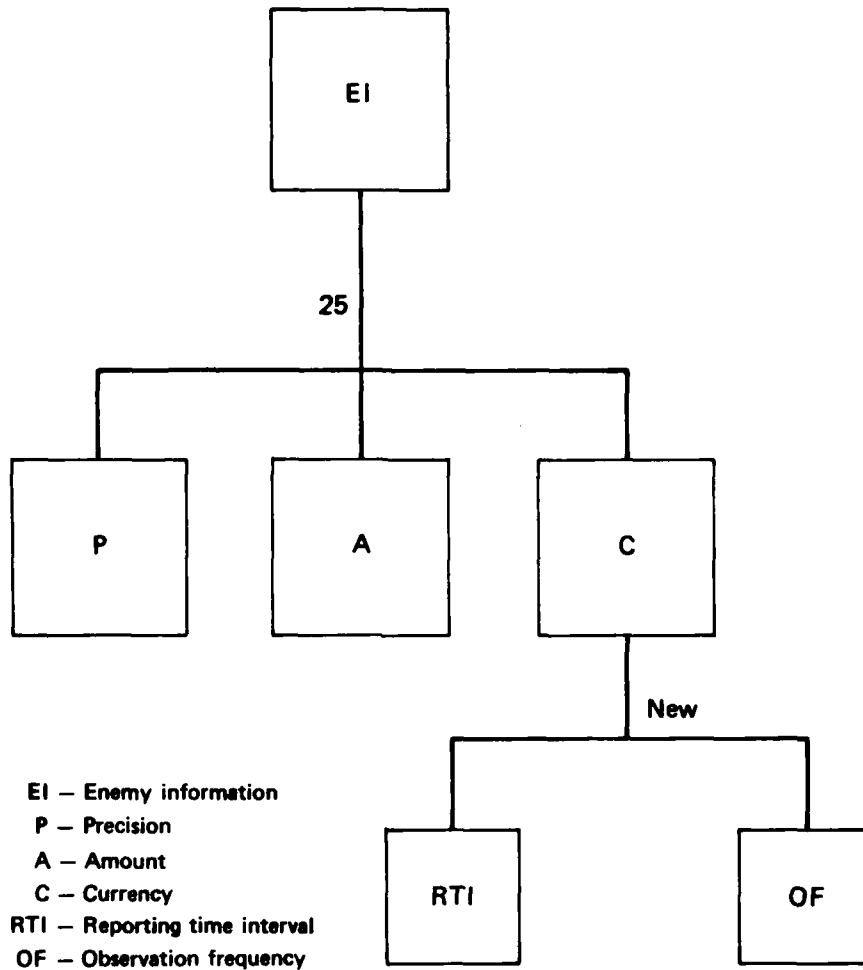 EI
25
P
A
C
New
EI – Enemy information
P – Precision
A – Amount
C – Currency
RTI – Reporting time interval
OF – Observation frequency
RTI
OF